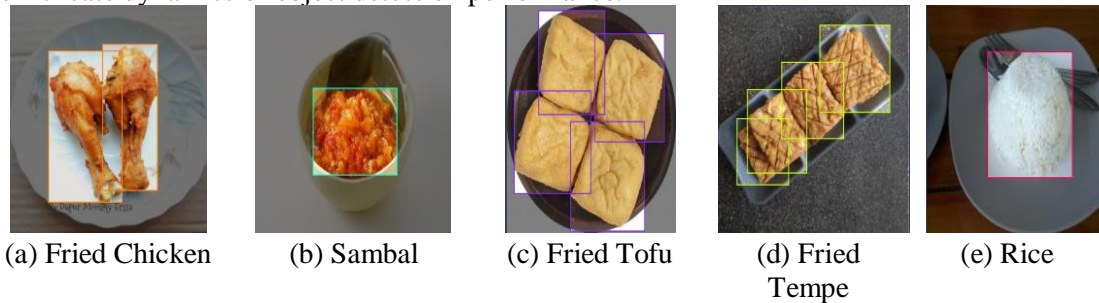 (a) Fried Chicken
(b) Sambal
(c) Fried Tofu
(d) Fried
Tempe
(e) Rice